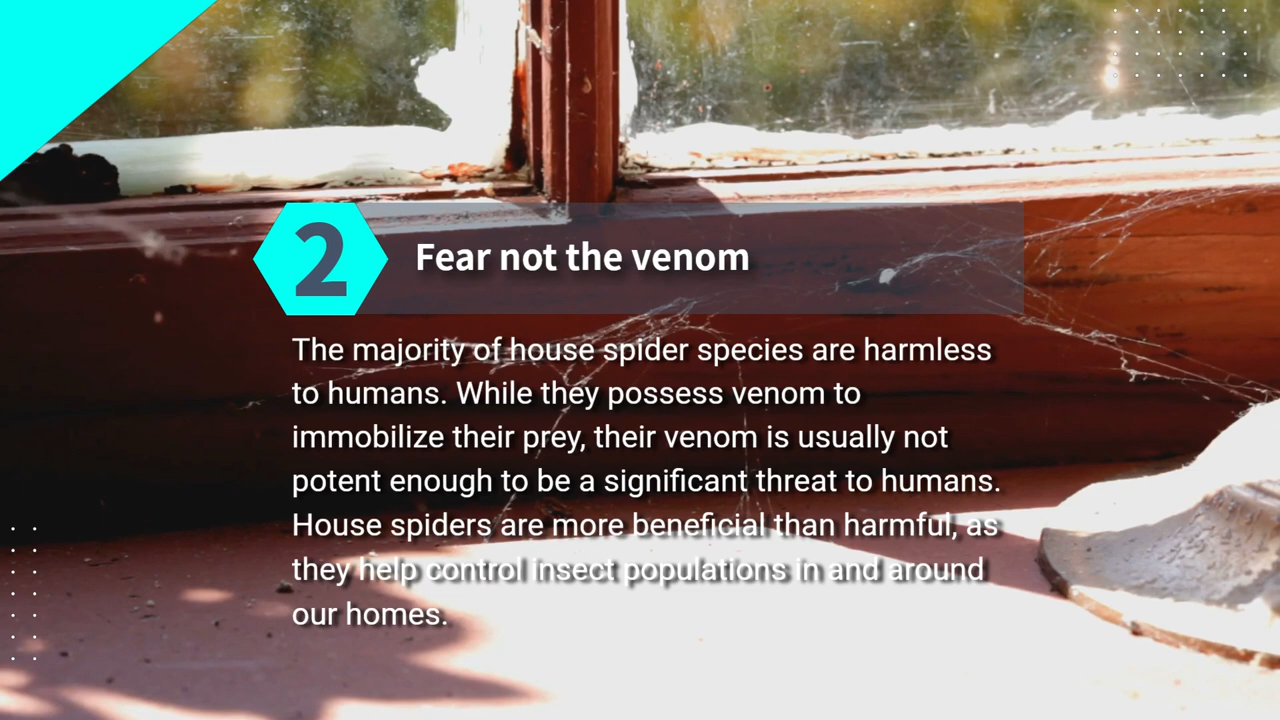 2
Fear not the venom
The majority of house spider species are harmless
to humans. While they possess venom to
immobilize their prey, their venom is usually not
potent enough to be a significant threat to humans.
House spiders are more beneficial than harmful, as
they help control insect populations in and around
our homes.